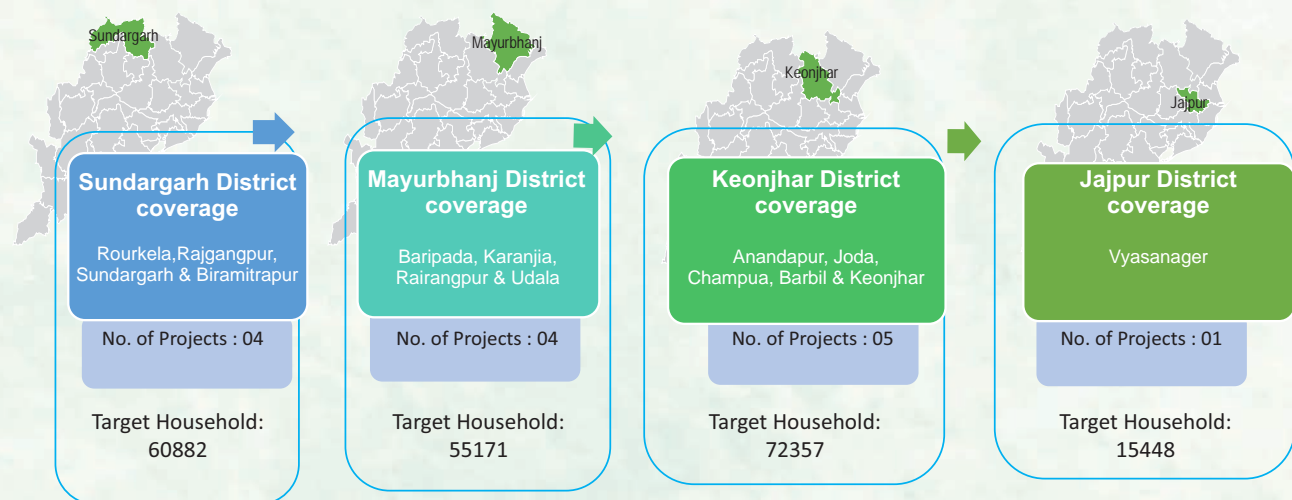 Sundargarh
Mayurbhanj
Keonjhar
Jajpur
Sundargarh District
coverage
Rourkela,Rajgangpur,
Sundargarh & Biramitrapur
No. of Projects : 04
Target Household:
60882
Mayurbhanj District
coverage
Baripada, Karanjia,
Rairangpur & Udala
No. of Projects : 04
Target Household:
55171
Keonjhar District
coverage
Anandapur, Joda,
Champua, Barbil & Keonjhar
No. of Projects : 05
Target Household:
72357
Jajpur District
coverage
Vyasanager
No. of Projects : 01
Target Household:
15448